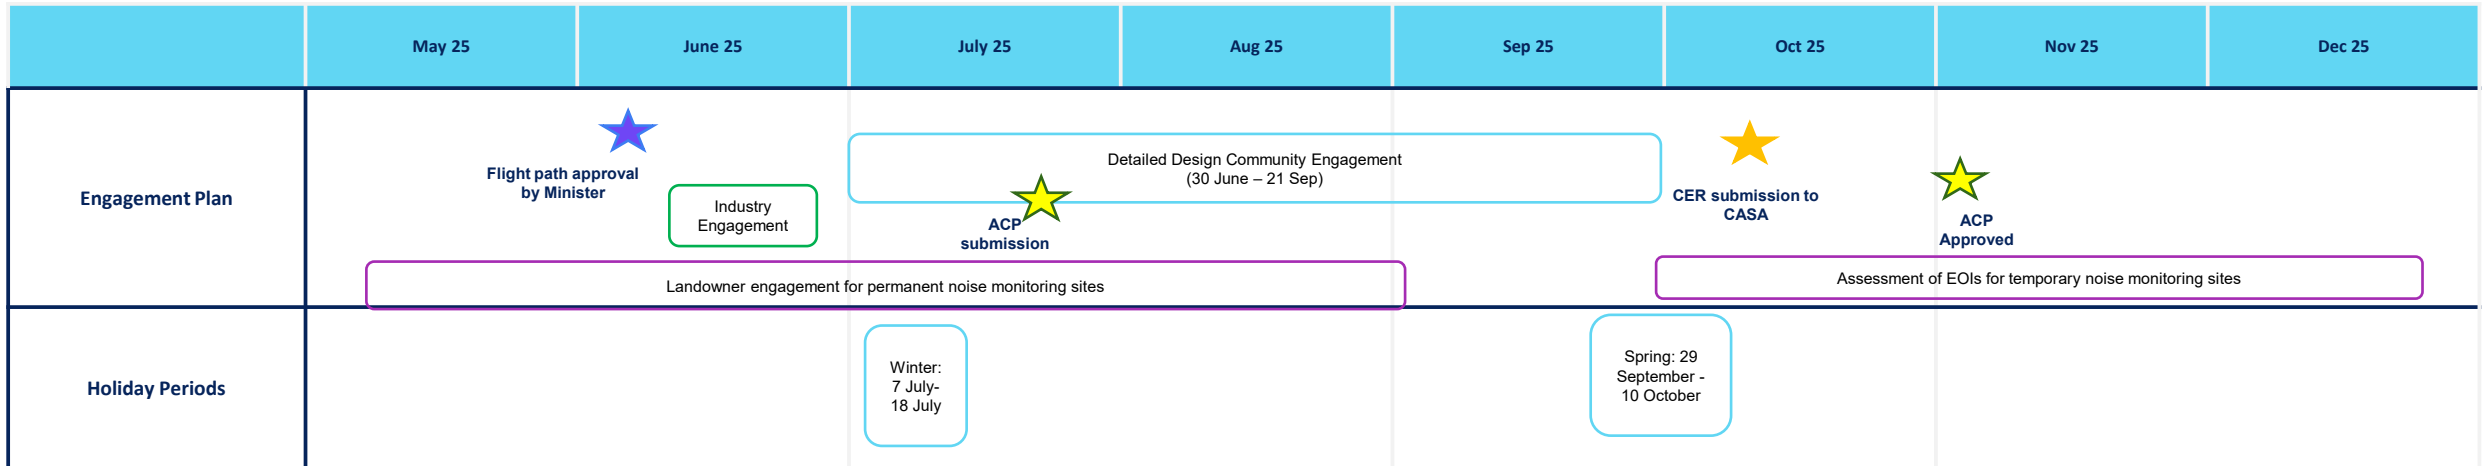 May 25
June 25
July 25
Aug 25
Sep 25
Oct 25
Nov 25
Dec 25
Engagement Plan
Flight path approval
by Minister
Industry
Engagement
Detailed Design Community Engagement
(30 June – 21 Sep)
ACP
submission
CER submission to
CASA
ACP
Approved
Landowner engagement for permanent noise monitoring sites
Assessment of EOIs for temporary noise monitoring sites
Holiday Periods
Winter:
7 July-
18 July
Spring: 29
September -
10 October